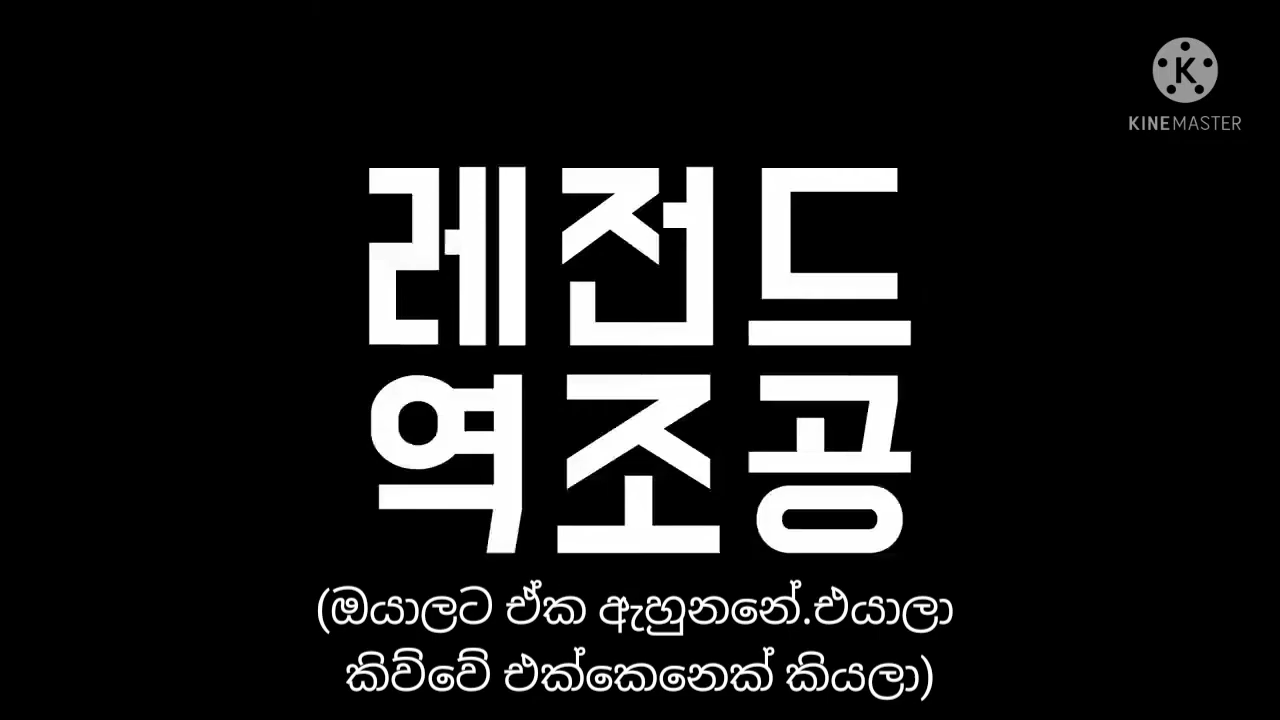 KINEMASTER
레전드
역조공
(ඔයාලට ඒක ඇහුනනේ.එයාලා
කිව්වේ එක්කෙනෙක් කියලා)